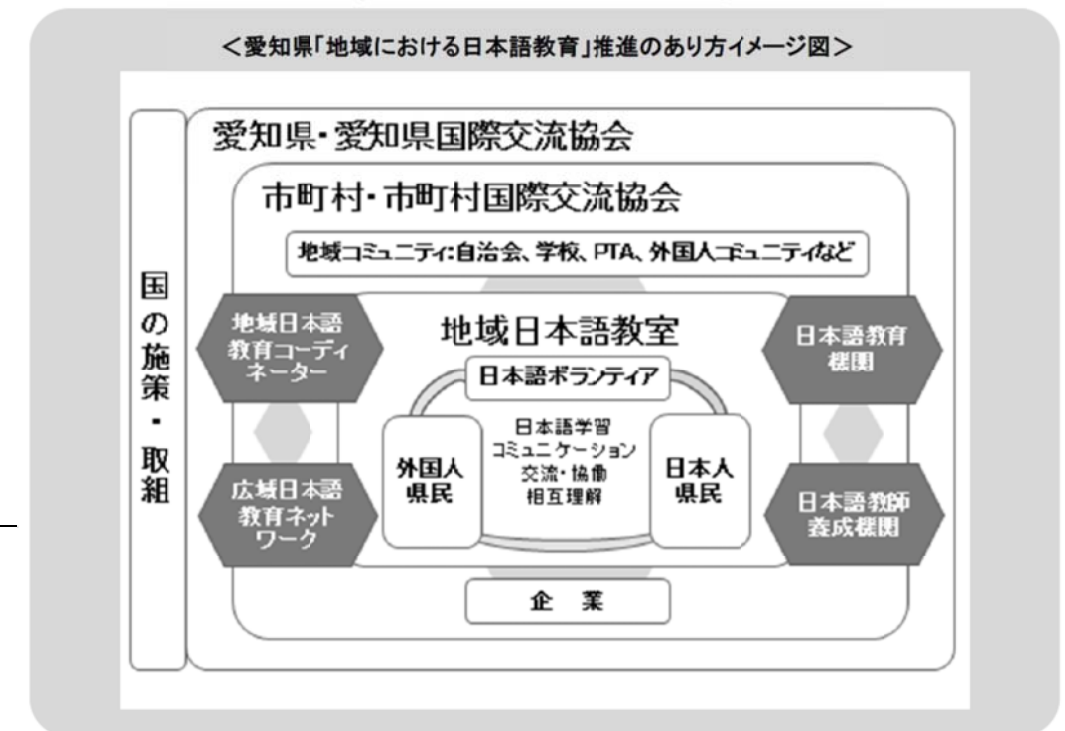 ＜愛知県「地域における日本語教育」推進のあり方イメージ図＞
国の施策・取組
愛知県・愛知県国際交流協会
市町村・市町村国際交流協会
地域コミュニティ:自治会、学校、PTA、外国人コミュニティなど
地域日本語
教育コーディ
ネーター
地域日本語教室
日本語教育
機関
日本語ボランティア
外国人
県民
日本語学習
コミュニケーション
交流・協働
相互理解
日本人
県民
広域日本語
教育ネット
ワーク
日本語教師
養成機関
企　業